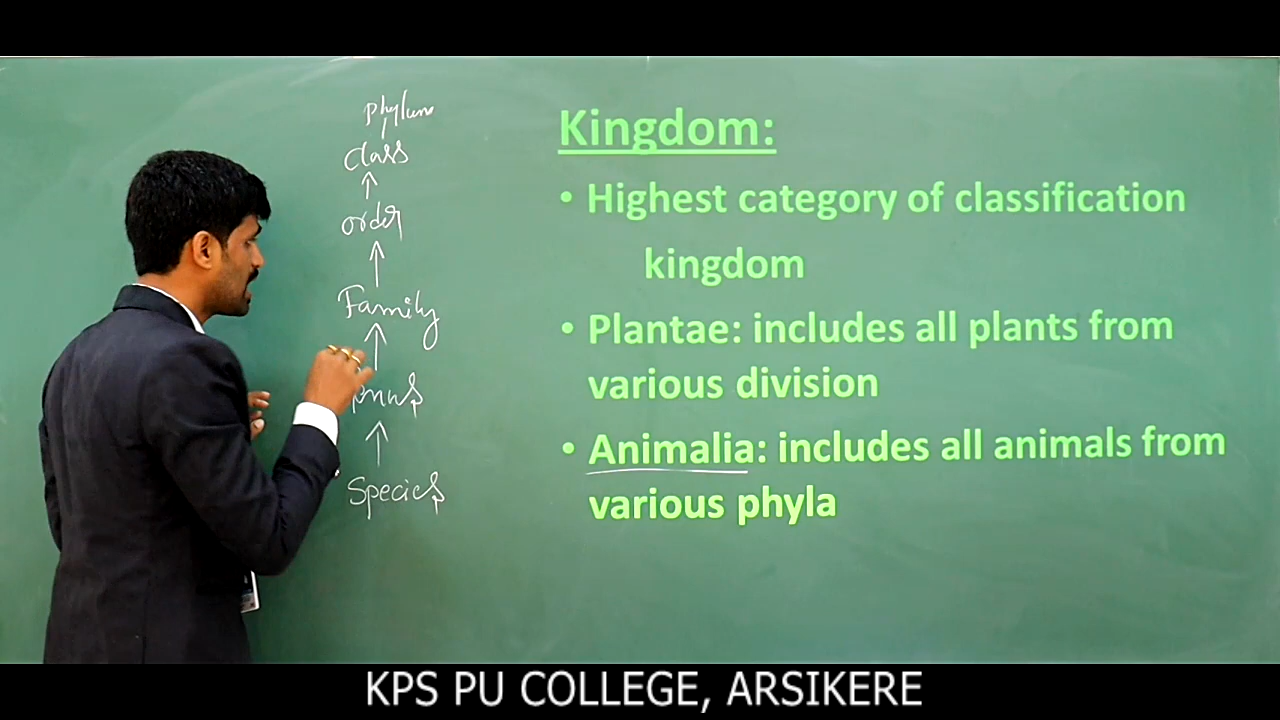 phylum
class
order
Family
Species
Kingdom:
• Highest category of classification
kingdom
• Plantae: includes all plants from
various division
• Animalia: includes all animals from
various phyla
KPS PU COLLEGE, ARSIKERE